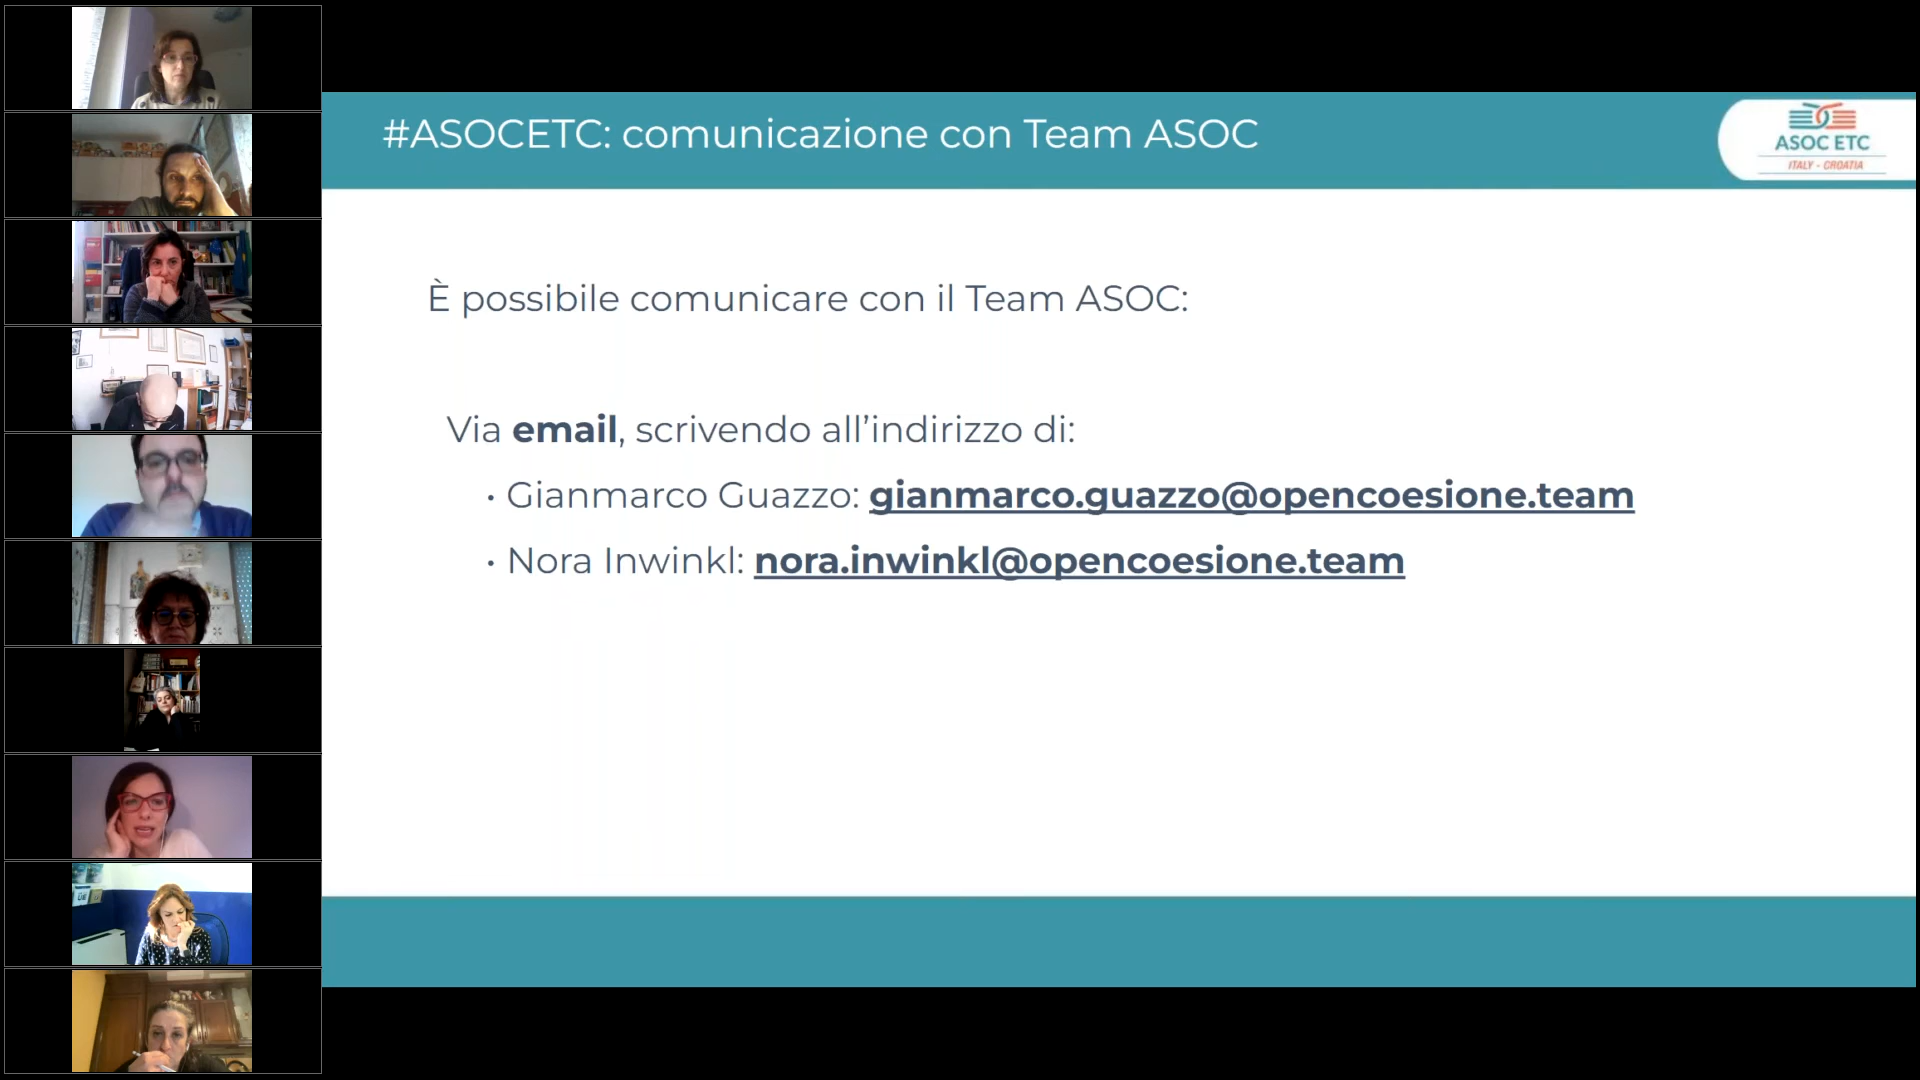 #ASOCETC: comunicazione con Team ASOC
ASOC ETC
ITALY - CROATIA
È possibile comunicare con il Team ASOC:
Via email, scrivendo all’indirizzo di:
• Gianmarco Guazzo: gianmarco.guazzo@opencoesione.team
• Nora Inwinkl: nora.inwinkl@opencoesione.team